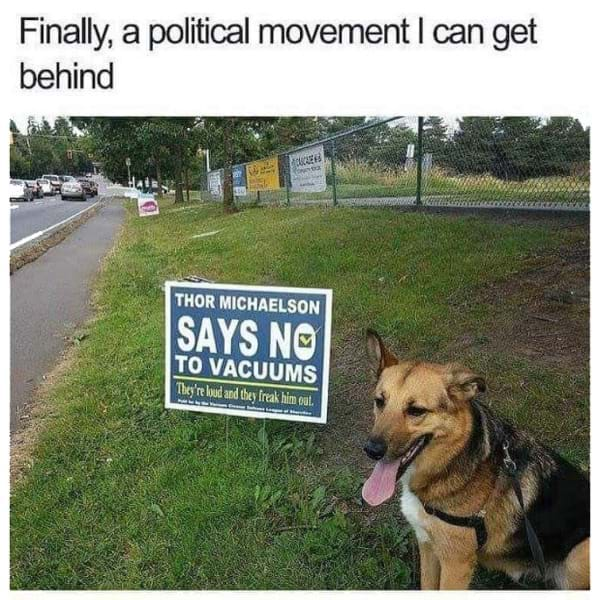 Finally, a political movement I can get
behind
THOR MICHAELSON
SAYS NO
TO VACUUMS
They're loud and they freak him out.
CASCADE